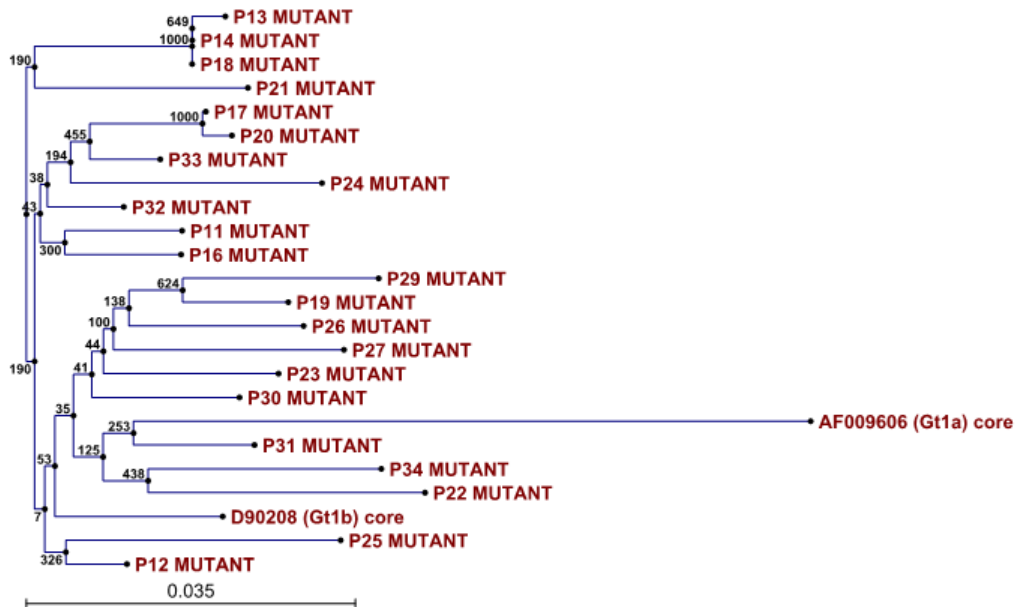 649
P13 MUTANT
1000
P14 MUTANT
P18 MUTANT
190
P21 MUTANT
P17 MUTANT
1000
P20 MUTANT
455
P33 MUTANT
194
P24 MUTANT
38
P32 MUTANT
43
P11 MUTANT
300
P16 MUTANT
P29 MUTANT
624
P19 MUTANT
138
P26 MUTANT
100
P27 MUTANT
44
P23 MUTANT
190
41
P30 MUTANT
35
AF009606 (Gt1a) core
253
P31 MUTANT
125
P34 MUTANT
53
438
P22 MUTANT
7
D90208 (Gt1b) core
P25 MUTANT
326
P12 MUTANT
0.035